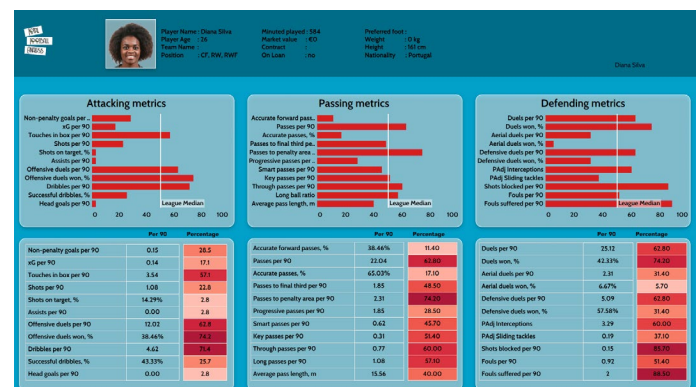 Player Name : Diana Silva
Player Age : 26
Team Name :
Position : CF, RW, RWF
Minuted played : 584
Market value : €0
Contract :
On Loan : no
Preferred foot :
Weight : 0 kg
Height : 161 cm
Nationality : Portugal
Diana Silva
Attacking metrics
Non-penalty goals per ..
xG per 90
Touches in box per 90
Shots per 90
Shots on target, %
Assists per 90
Offensive duels per 90
Offensive duels won, %
Dribbles per 90
Successful dribbles, %
Head goals per 90
League Median
0 20 40 60 80 100
Passing metrics
Accurate forward pass..
Passes per 90
Accurate passes, %
Passes to final third pe..
Passes to penalty area ..
Progressive passes per ..
Smart passes per 90
Key passes per 90
Through passes per 90
Long ball ratio
Average pass length, m
League Median
0 20 40 60 80 100
Defending metrics
Duels per 90
Duels won, %
Aerial duels per 90
Aerial duels won, %
Defensive duels per 90
Defensive duels won, %
PAdj Interceptions
PAdj Sliding tackles
Shots blocked per 90
Fouls per 90
Fouls suffered per 90
League Median
0 20 40 60 80 100
Per 90 Percentage
Non-penalty goals per 90 0.15 28.5
xG per 90 0.14 17.1
Touches in box per 90 3.54 57.1
Shots per 90 1.08 22.8
Shots on target, % 14.29% 2.8
Assists per 90 0.00 2.8
Offensive duels per 90 12.02 62.8
Offensive duels won, % 38.46% 74.2
Dribbles per 90 4.62 71.4
Successful dribbles, % 43.33% 25.7
Head goals per 90 0.00 2.8
Per 90 Percentage
Accurate forward passes, % 38.46% 11.40
Passes per 90 22.04 62.80
Accurate passes, % 65.03% 17.10
Passes to final third per 90 1.85 48.50
Passes to penalty area per 90 2.31 74.20
Progressive passes per 90 1.85 28.50
Smart passes per 90 0.62 45.70
Key passes per 90 0.31 51.40
Through passes per 90 0.77 60.00
Long passes per 90 1.08 57.10
Average pass length, m 15.56 40.00
Per 90 Percentage
Duels per 90 25.12 62.80
Duels won, % 42.33% 74.20
Aerial duels per 90 2.31 31.40
Aerial duels won, % 6.67% 5.70
Defensive duels per 90 5.09 62.80
Defensive duels won, % 57.58% 31.40
PAdj Interceptions 3.29 60.00
PAdj Sliding tackles 0.19 37.10
Shots blocked per 90 0.15 85.70
Fouls per 90 0.92 51.40
Fouls suffered per 90 2 88.50